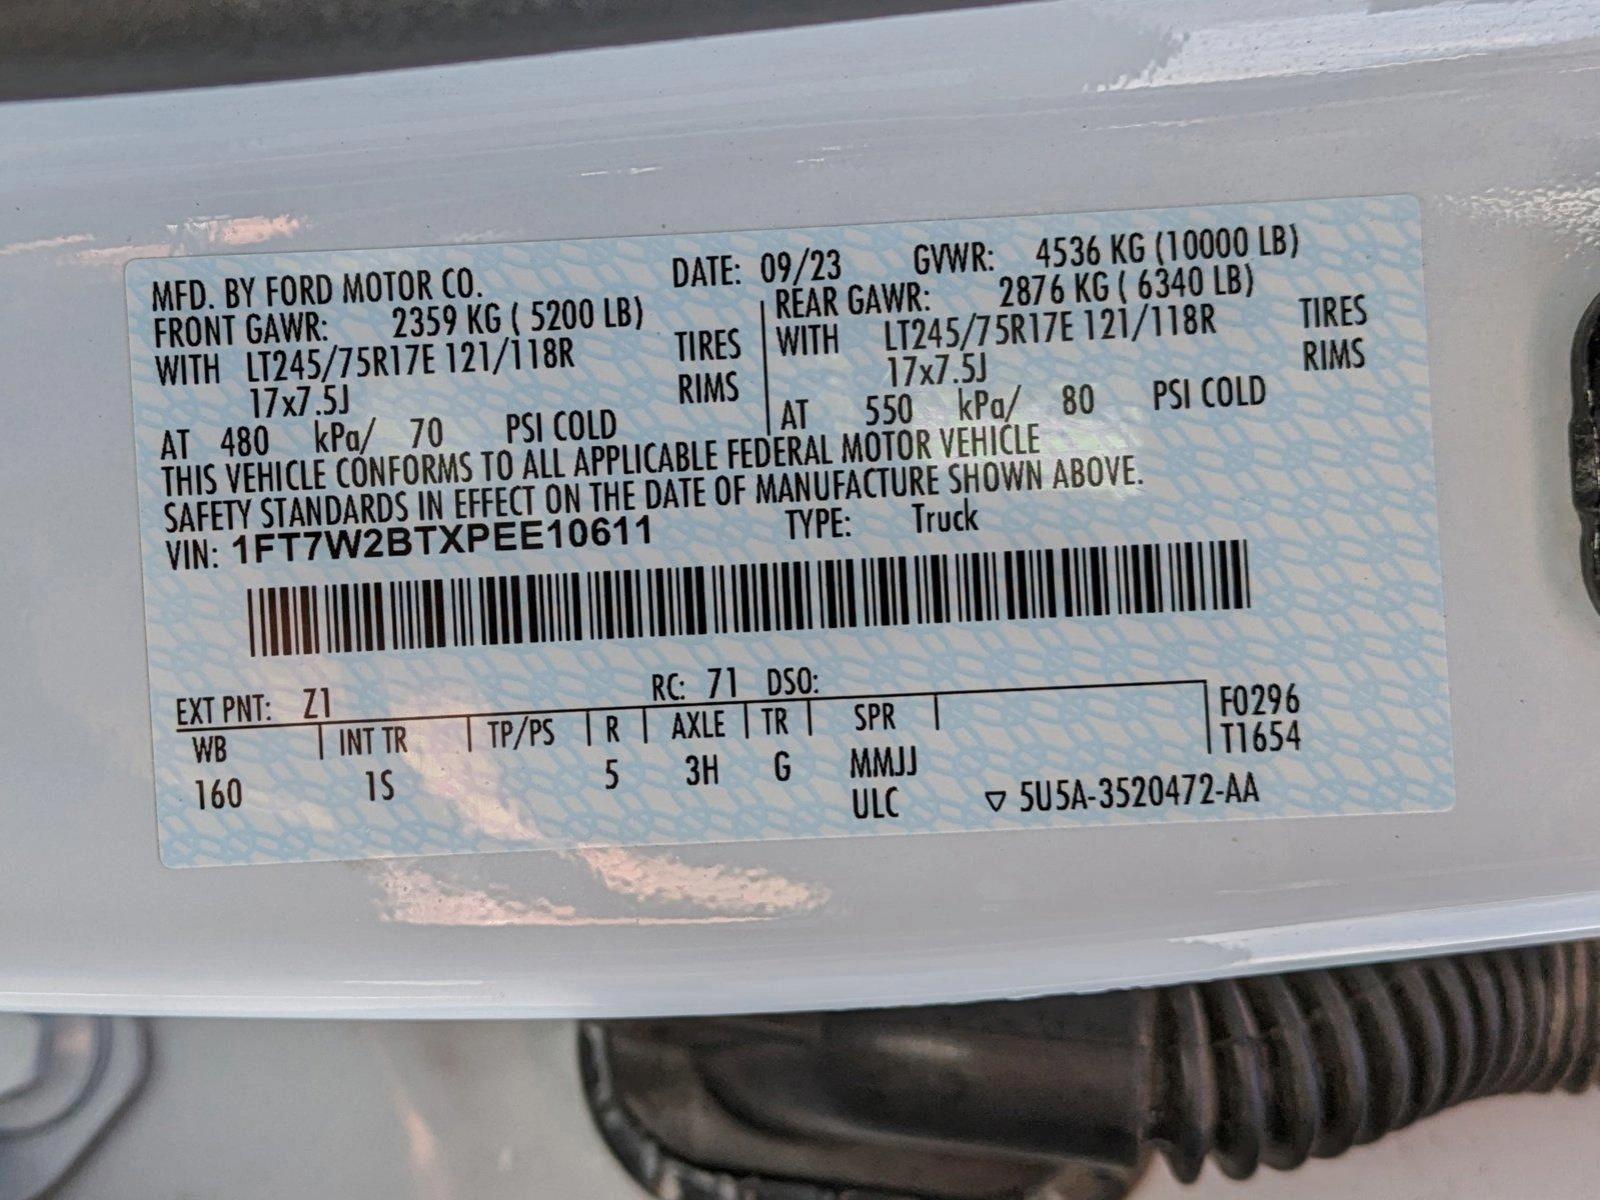 MFD. BY FORD MOTOR CO. DATE: 09/23 GVWR: 4536 KG (10000 LB)
FRONT GAWR: 2359 KG ( 5200 LB) REAR GAWR: 2876 KG ( 6340 LB)
WITH LT245/75R17E 121/118R TIRES WITH LT245/75R17E 121/118R TIRES
17x7.5J RIMS 17x7.5J RIMS
AT 480 kPa/ 70 PSI COLD AT 550 kPa/ 80 PSI COLD
THIS VEHICLE CONFORMS TO ALL APPLICABLE FEDERAL MOTOR VEHICLE
SAFETY STANDARDS IN EFFECT ON THE DATE OF MANUFACTURE SHOWN ABOVE.
VIN: 1FT7W2BTXPEE10611 TYPE: Truck
EXT PNT: Z1 RC: 71 DSO:
WB INT TR TP/PS R AXLE TR SPR F0296
T1654
160 1S 5 3H G MMJJ
ULC ▽ 5U5A-3520472-AA